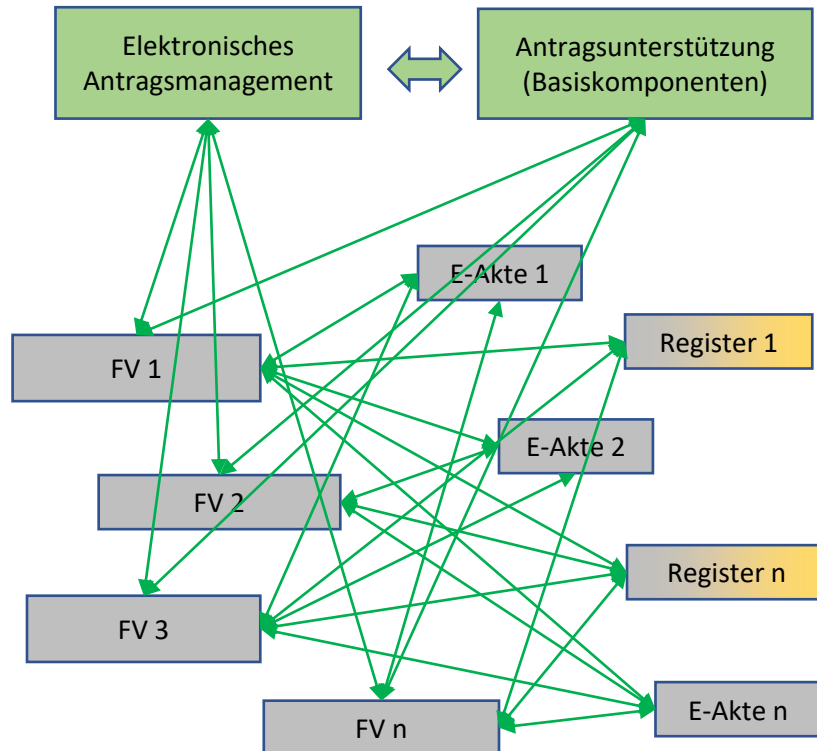 Elektronisches
Antragsmanagement
Antragsunterstützung
(Basiskomponenten)
E-Akte 1
Register 1
FV 1
E-Akte 2
FV 2
Register n
FV 3
E-Akte n
FV n